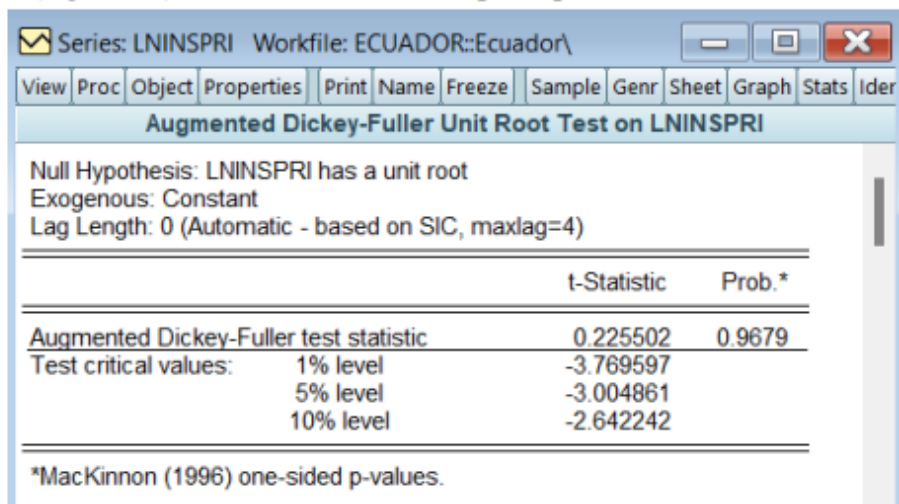 Series: LNINSPRI Workfile: ECUADOR::Ecuador\
View Proc Object Properties Print Name Freeze Sample Genr Sheet Graph Stats Iden
Augmented Dickey-Fuller Unit Root Test on LNINSPRI
Null Hypothesis: LNINSPRI has a unit root
Exogenous: Constant
Lag Length: 0 (Automatic - based on SIC, maxlag=4)
t-Statistic Prob.*
Augmented Dickey-Fuller test statistic 0.225502 0.9679
Test critical values: 1% level -3.769597
5% level -3.004861
10% level -2.642242
*MacKinnon (1996) one-sided p-values.